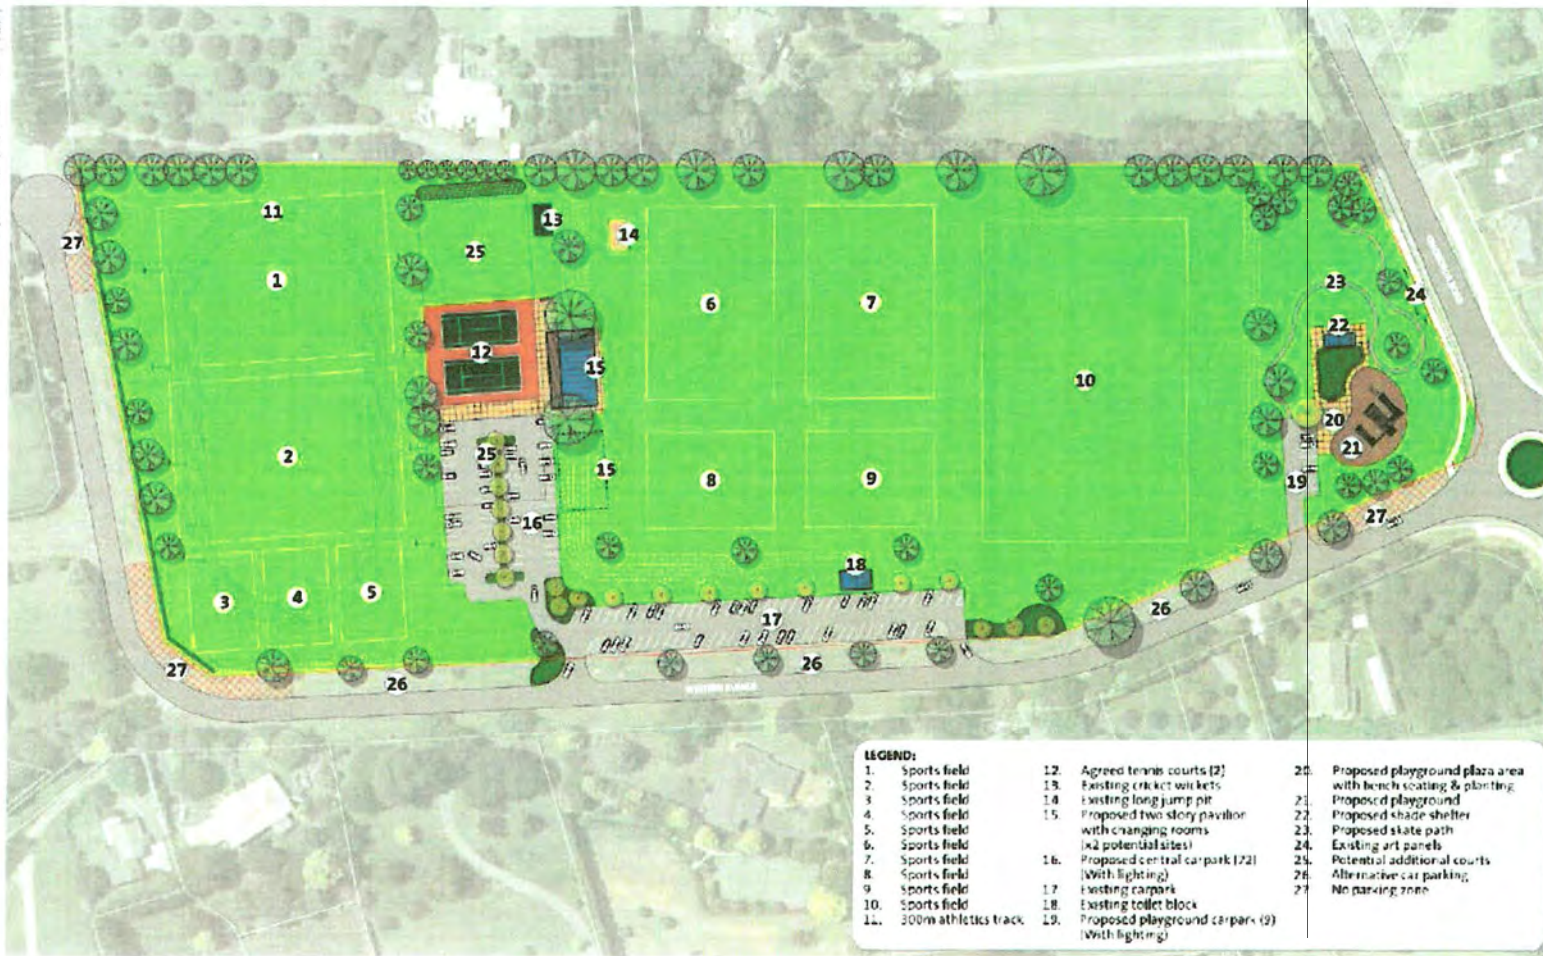 11
13
14
27
25
1
6
7
23
24
22
12
15
10
20
2
25
15
8
9
21
19
16
27
18
3
4
5
17
26
27
26
26
LEGEND:
1. Sports field
2. Sports field
3 Sports field
4. Sports field
5. Sports field
6. Sports field
7. Sports field
8. Sports field
9 Sports field
10. Sports field
11. 300m athletics track
12. Agreed tennis courts (2)
13. Existing cricket wickets
14 Existing long jump pit
15. Proposed two story pavilion
with changing rooms
(x2 potential sites)
16. Proposed central carpark (72)
(With lighting)
17 Existing carpark
18. Existing toilet block
19. Proposed playground carpark (9)
(With lighting)
20. Proposed playground plaza area
with bench seating & planting
21. Proposed playground
22. Proposed shade shelter
23. Proposed skate path
24. Existing art panels
25. Potential additional courts
26. Alternative car parking
27 No parking zone